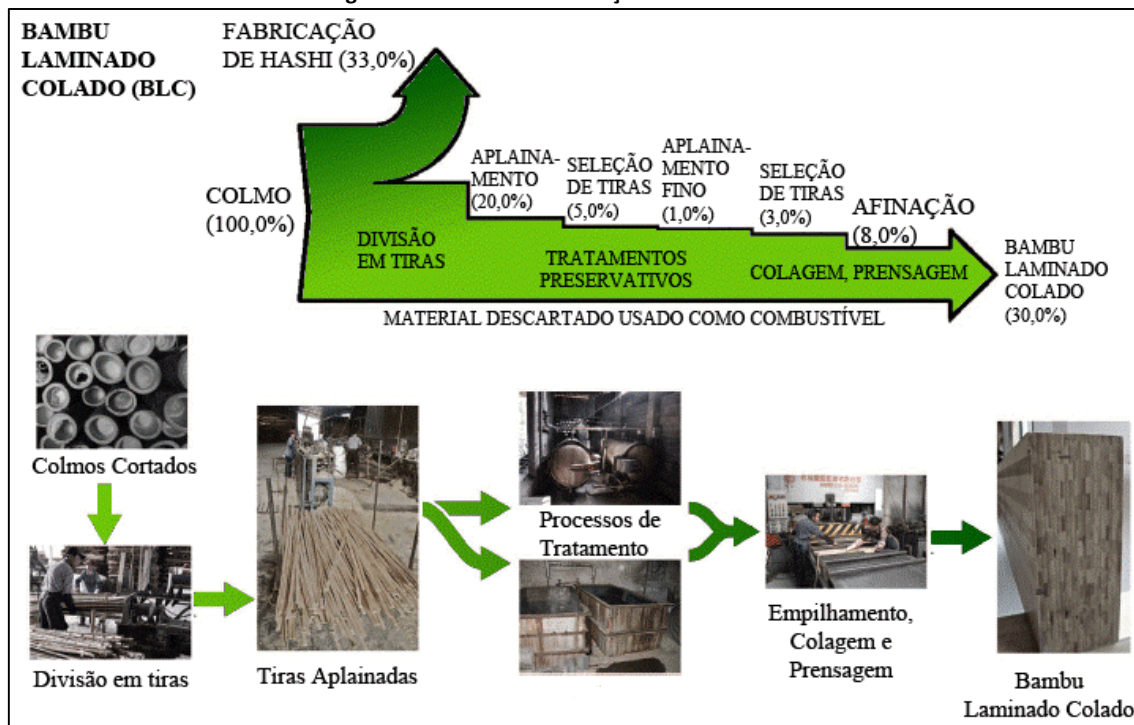 BAMBU
LAMINADO
COLADO (BLC)
FABRICAÇÃO
DE HASHI (33,0%)
COLMO
(100,0%)
APLAINA-
MENTO
(20,0%)
SELEÇÃO
DE TIRAS
(5,0%)
APLAINA-
MENTO
FINO
(1,0%)
SELEÇÃO
DE TIRAS
(3,0%)
AFINAÇÃO
(8,0%)
DIVISÃO
EM TIRAS
TRATAMENTOS
PRESERVATIVOS
COLAGEM, PRENSAGEM
BAMBU
LAMINADO
COLADO
(30,0%)
MATERIAL DESCARTADO USADO COMO COMBUSTÍVEL
Colmos Cortados
Divisão em tiras
Tiras Aplainadas
Processos de
Tratamento
Empilhamento,
Colagem e
Prensagem
Bambu
Laminado Colado